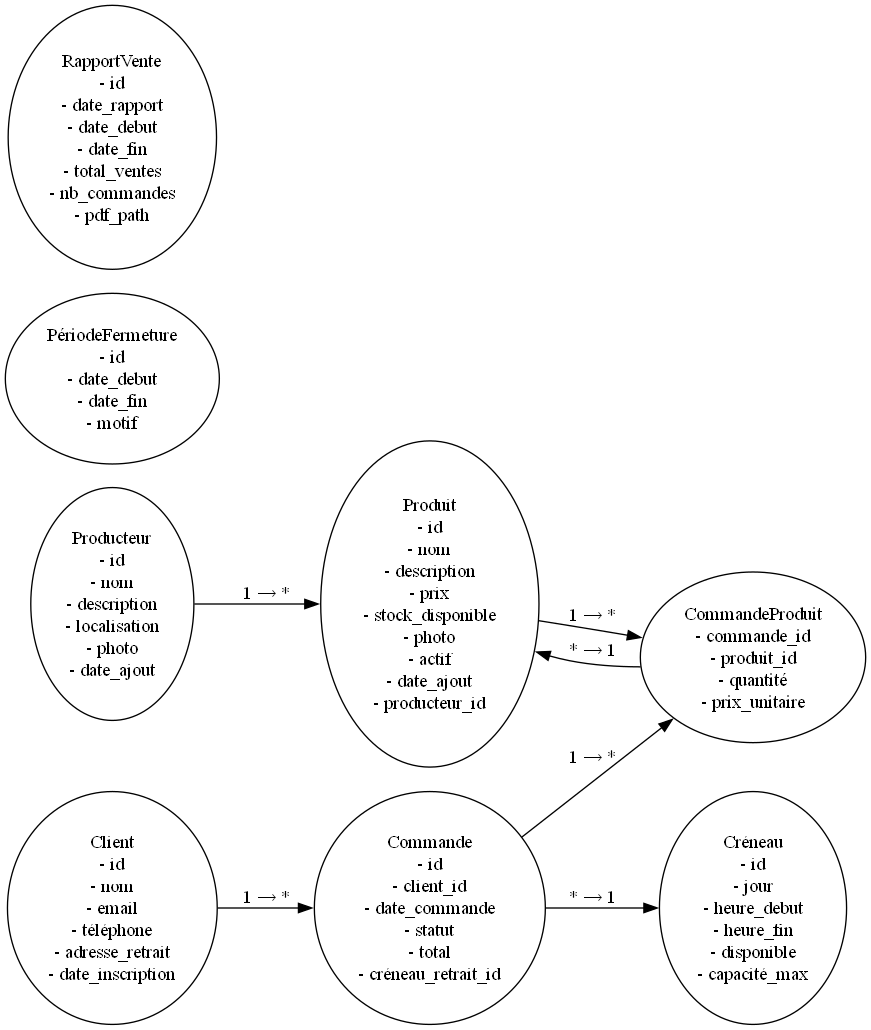 RapportVente
- id
- date_rapport
- date_debut
- date_fin
- total_ventes
- nb_commandes
- pdf_path
PériodeFermeture
- id
- date_debut
- date_fin
- motif
Producteur
- id
- nom
- description
- localisation
- photo
- date_ajout
1 → *
Produit
- id
- nom
- description
- prix
- stock_disponible
- photo
- actif
- date_ajout
- producteur_id
1 → *
* → 1
CommandeProduit
- commande_id
- produit_id
- quantité
- prix_unitaire
1 → *
Client
- id
- nom
- email
- téléphone
- adresse_retrait
- date_inscription
1 → *
Commande
- id
- client_id
- date_commande
- statut
- total
- créneau_retrait_id
* → 1
Créneau
- id
- jour
- heure_debut
- heure_fin
- disponible
- capacité_max